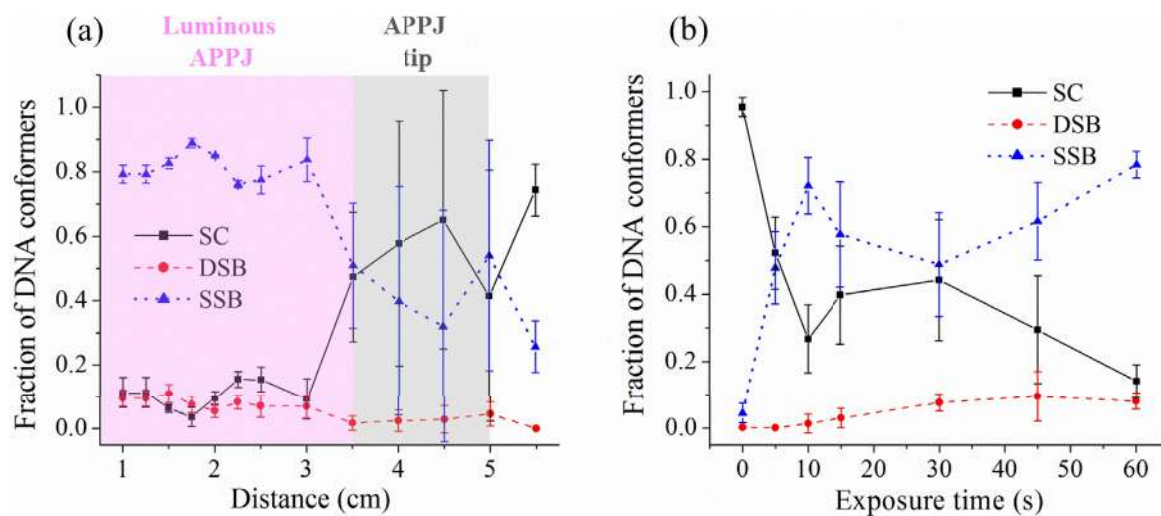 (a)
Luminous
APPJ
APPJ
tip
Fraction of DNA conformers
1.0
0.8
0.6
0.4
0.2
0.0
SC
DSB
SSB
1 2 3 4 5
Distance (cm)
(b)
Fraction of DNA conformers
1.0
0.8
0.6
0.4
0.2
0.0
SC
DSB
SSB
0 10 20 30 40 50 60
Exposure time (s)